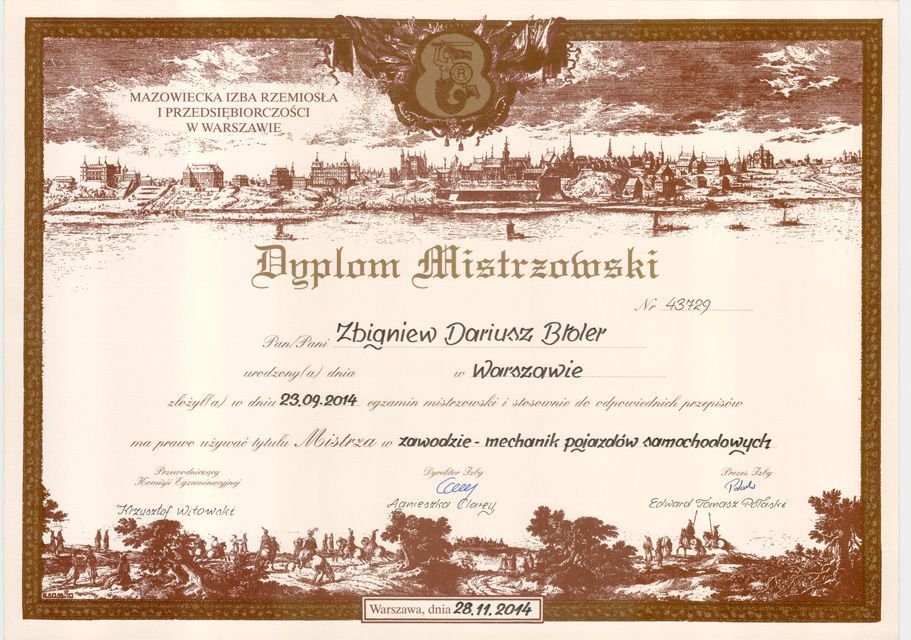 MAZOWIECKA IZBA RZEMIOSŁA
I PRZEDSIĘBIORCZOŚCI
W WARSZAWIE
R
Dyplom Mistrzowski
Nr 43729
Pan/Pani Zbigniew Dariusz Błoler
urodzony(a) dnia w Warszawie
złożył(a) w dniu 23.09.2014 egzamin mistrzowski i stosownie do odpowiednich przepisów
ma prawo używać tytułu Mistrza w zawodzie - mechanik pojazdów samochodowych
Przewodniczący Dyrektor Izby Prezes Izby
Komisji Egzaminacyjnej
Krzysztof Witowski Agnieszka Edward Tomasz Połaski
Warszawa, dnia 28.11.2014